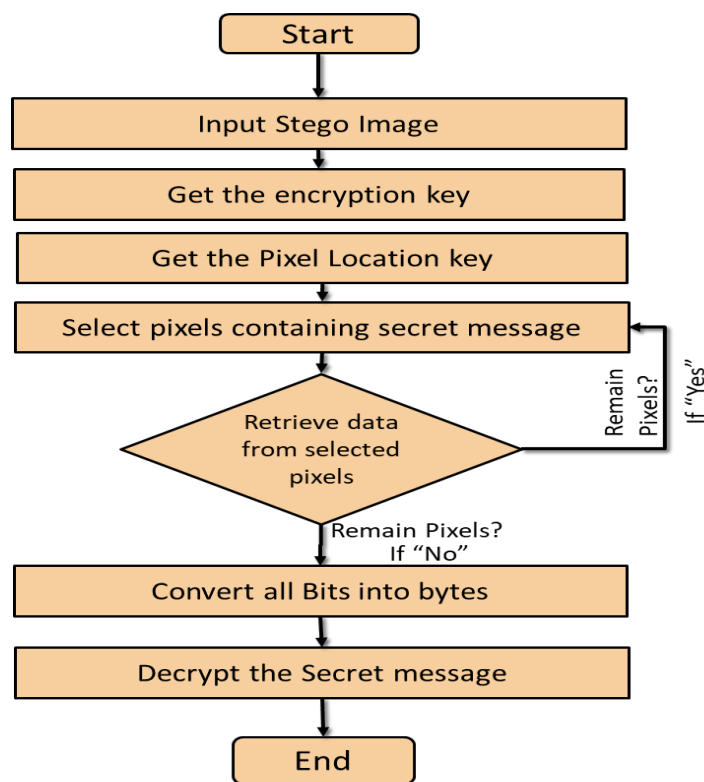 Start
Input Stego Image
Get the encryption key
Get the Pixel Location key
Select pixels containing secret message
Retrieve data
from selected
pixels
Remain
Pixels?
If “Yes”
Remain Pixels?
If “No”
Convert all Bits into bytes
Decrypt the Secret message
End